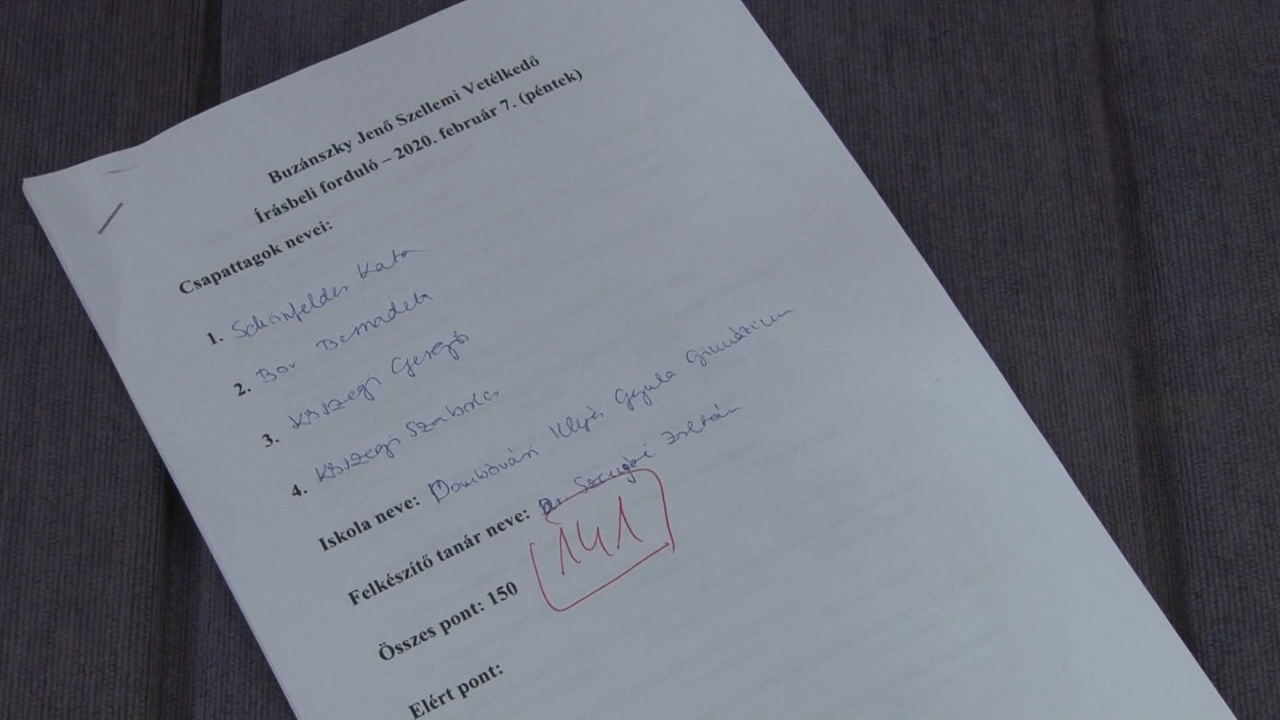 Buzánszky Jenő Szellemi Vetélkedő
Írásbeli forduló – 2020. február 7. (péntek)
Csapattagok nevei:
1. Schönfelder Kata
2. Bor Bernadett
3. Kőszegi Gergő
4. Kőszegi Szabolcs
Iskola neve: Dombóvári Illyés Gyula Gimnázium
Felkészítő tanár neve: Dr. Szenyéri Zoltán
Összes pont: 150
141
Elért pont: